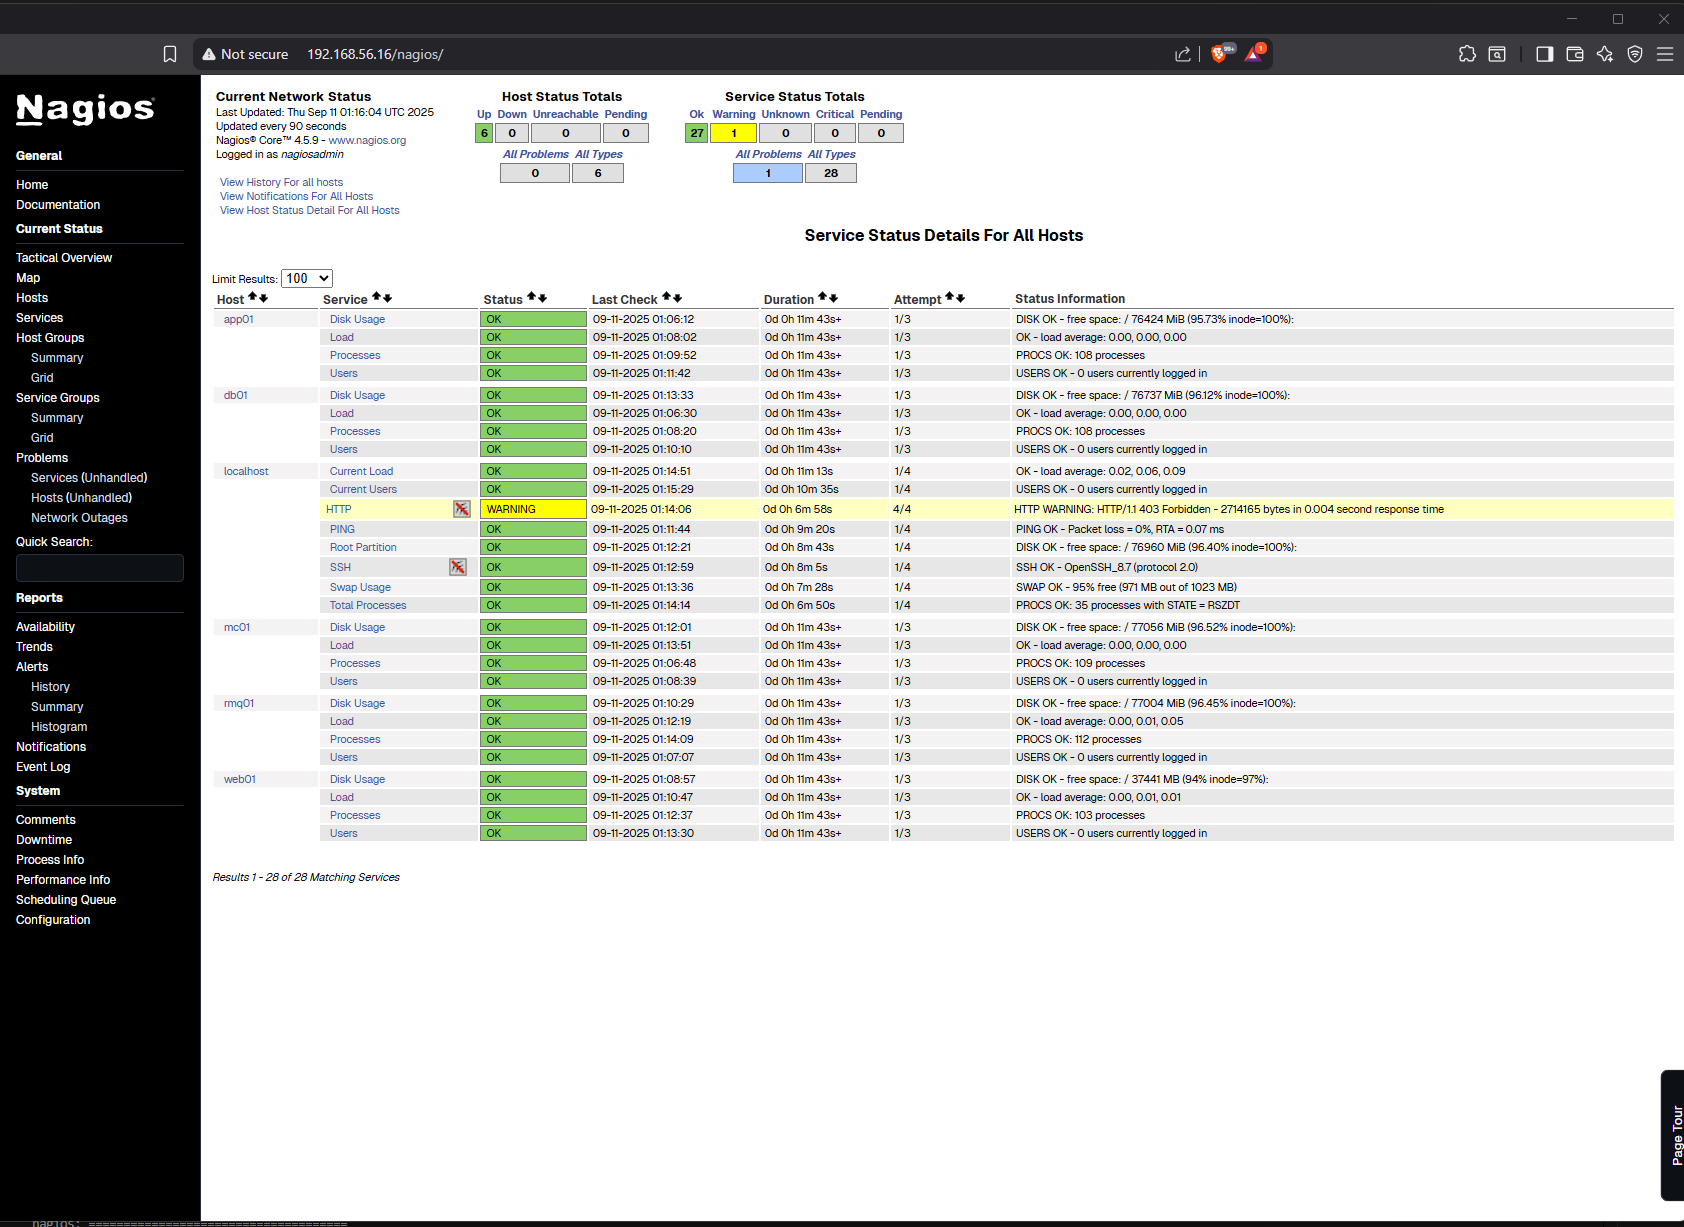 Not secure 192.168.56.16/nagios/
99+
1
Nagios®
General
Home
Documentation
Current Status
Tactical Overview
Map
Hosts
Services
Host Groups
Summary
Grid
Service Groups
Summary
Grid
Problems
Services (Unhandled)
Hosts (Unhandled)
Network Outages
Quick Search:
Reports
Availability
Trends
Alerts
History
Summary
Histogram
Notifications
Event Log
System
Comments
Downtime
Process Info
Performance Info
Scheduling Queue
Configuration
Current Network Status
Last Updated: Thu Sep 11 01:16:04 UTC 2025
Updated every 90 seconds
Nagios® Core™ 4.5.9 - www.nagios.org
Logged in as nagiosadmin
View History For all hosts
View Notifications For All Hosts
View Host Status Detail For All Hosts
Host Status Totals
Up Down Unreachable Pending
6 0 0 0
All Problems All Types
0 6
Service Status Totals
Ok Warning Unknown Critical Pending
27 1 0 0 0
All Problems All Types
1 28
Service Status Details For All Hosts
Limit Results: 100
Host Service Status Last Check Duration Attempt Status Information
app01 Disk Usage OK 09-11-2025 01:06:12 0d 0h 11m 43s+ 1/3 DISK OK - free space: / 76424 MiB (95.73% inode=100%):
Load OK 09-11-2025 01:08:02 0d 0h 11m 43s+ 1/3 OK - load average: 0.00, 0.00, 0.00
Processes OK 09-11-2025 01:09:52 0d 0h 11m 43s+ 1/3 PROCS OK: 108 processes
Users OK 09-11-2025 01:11:42 0d 0h 11m 43s+ 1/3 USERS OK - 0 users currently logged in
db01 Disk Usage OK 09-11-2025 01:13:33 0d 0h 11m 43s+ 1/3 DISK OK - free space: / 76737 MiB (96.12% inode=100%):
Load OK 09-11-2025 01:06:30 0d 0h 11m 43s+ 1/3 OK - load average: 0.00, 0.00, 0.00
Processes OK 09-11-2025 01:08:20 0d 0h 11m 43s+ 1/3 PROCS OK: 108 processes
Users OK 09-11-2025 01:10:10 0d 0h 11m 43s+ 1/3 USERS OK - 0 users currently logged in
localhost Current Load OK 09-11-2025 01:14:51 0d 0h 11m 13s 1/4 OK - load average: 0.02, 0.06, 0.09
Current Users OK 09-11-2025 01:15:29 0d 0h 10m 35s 1/4 USERS OK - 0 users currently logged in
HTTP WARNING 09-11-2025 01:14:06 0d 0h 6m 58s 4/4 HTTP WARNING: HTTP/1.1 403 Forbidden - 2714165 bytes in 0.004 second response time
PING OK 09-11-2025 01:11:44 0d 0h 9m 20s 1/4 PING OK - Packet loss = 0%, RTA = 0.07 ms
Root Partition OK 09-11-2025 01:12:21 0d 0h 8m 43s 1/4 DISK OK - free space: / 76960 MiB (96.40% inode=100%):
SSH OK 09-11-2025 01:12:59 0d 0h 8m 5s 1/4 SSH OK - OpenSSH_8.7 (protocol 2.0)
Swap Usage OK 09-11-2025 01:13:36 0d 0h 7m 28s 1/4 SWAP OK - 95% free (971 MB out of 1023 MB)
Total Processes OK 09-11-2025 01:14:14 0d 0h 6m 50s 1/4 PROCS OK: 35 processes with STATE = RSZDT
mc01 Disk Usage OK 09-11-2025 01:12:01 0d 0h 11m 43s+ 1/3 DISK OK - free space: / 77056 MiB (96.52% inode=100%):
Load OK 09-11-2025 01:13:51 0d 0h 11m 43s+ 1/3 OK - load average: 0.00, 0.00, 0.00
Processes OK 09-11-2025 01:06:48 0d 0h 11m 43s+ 1/3 PROCS OK: 109 processes
Users OK 09-11-2025 01:08:39 0d 0h 11m 43s+ 1/3 USERS OK - 0 users currently logged in
rmq01 Disk Usage OK 09-11-2025 01:10:29 0d 0h 11m 43s+ 1/3 DISK OK - free space: / 77004 MiB (96.45% inode=100%):
Load OK 09-11-2025 01:12:19 0d 0h 11m 43s+ 1/3 OK - load average: 0.00, 0.01, 0.05
Processes OK 09-11-2025 01:14:09 0d 0h 11m 43s+ 1/3 PROCS OK: 112 processes
Users OK 09-11-2025 01:07:07 0d 0h 11m 43s+ 1/3 USERS OK - 0 users currently logged in
web01 Disk Usage OK 09-11-2025 01:08:57 0d 0h 11m 43s+ 1/3 DISK OK - free space: / 37441 MB (94% inode=97%):
Load OK 09-11-2025 01:10:47 0d 0h 11m 43s+ 1/3 OK - load average: 0.00, 0.01, 0.01
Processes OK 09-11-2025 01:12:37 0d 0h 11m 43s+ 1/3 PROCS OK: 103 processes
Users OK 09-11-2025 01:13:30 0d 0h 11m 43s+ 1/3 USERS OK - 0 users currently logged in
Results 1 - 28 of 28 Matching Services
Page Tour